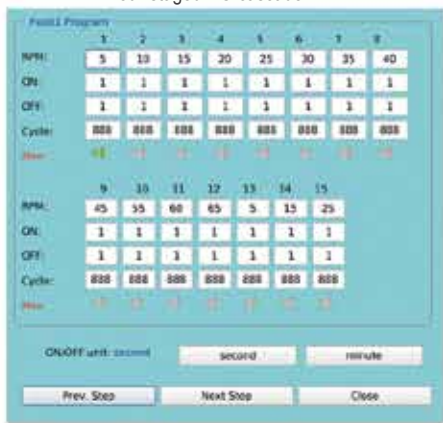 Point1 Program
1 2 3 4 5 6 7 8
RPM: 5 10 15 20 25 30 35 40
ON: 1 1 1 1 1 1 1 1
OFF: 1 1 1 1 1 1 1 1
Cycle: 888 888 888 888 888 888 888 888
9 10 11 12 13 14 15
RPM: 45 55 60 65 5 15 25
ON: 1 1 1 1 1 1 1
OFF: 1 1 1 1 1 1 1
Cycle: 888 888 888 888 888 888 888
ON/OFF unit: second second minute
Prev. Step Next Step Close